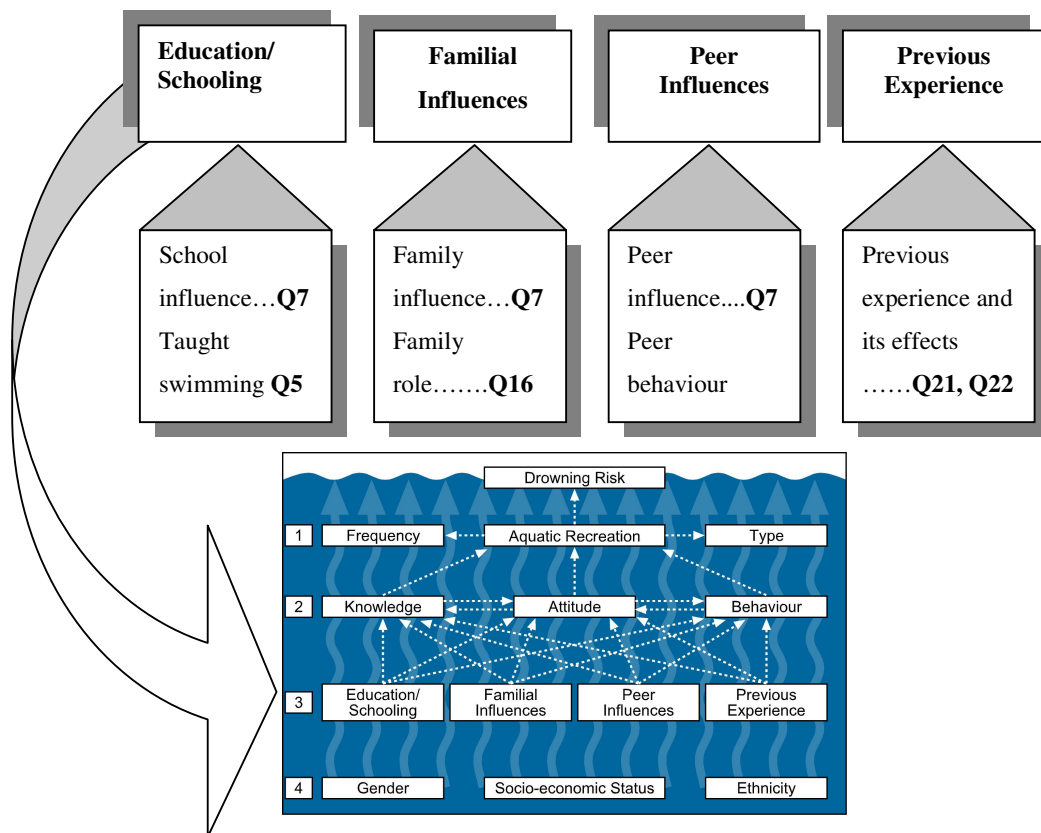 Education/
Schooling
Familial
Influences
Peer
Influences
Previous
Experience
School
influence…Q7
Taught
swimming Q5
Family
influence…Q7
Family
role…….Q16
Peer
influence....Q7
Peer
behaviour
Previous
experience and
its effects
……Q21, Q22
Drowning Risk
1
Frequency
Aquatic Recreation
Type
2
Knowledge
Attitude
Behaviour
3
Education/
Schooling
Familial
Influences
Peer
Influences
Previous
Experience
4
Gender
Socio-economic Status
Ethnicity